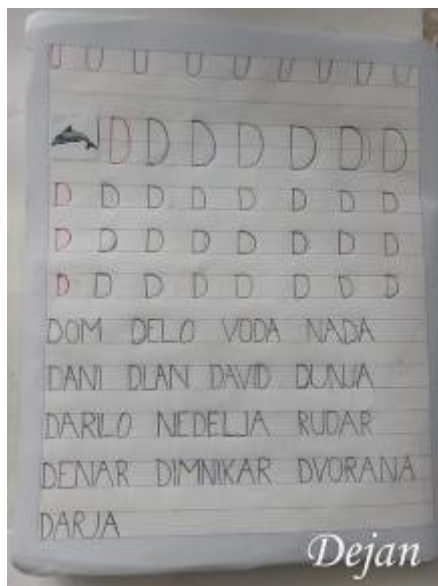 U U U U U U U U U
D D D D D D D
D D D D D D D D
D D D D D D D D
D D D D D D D D
DOM DELO VODA NADA
DANI DLAN DAVID DUNJA
DARILO NEDELJA RUDAR
DENAR DIMNIKAR DVORANA
DARJA
Dejan